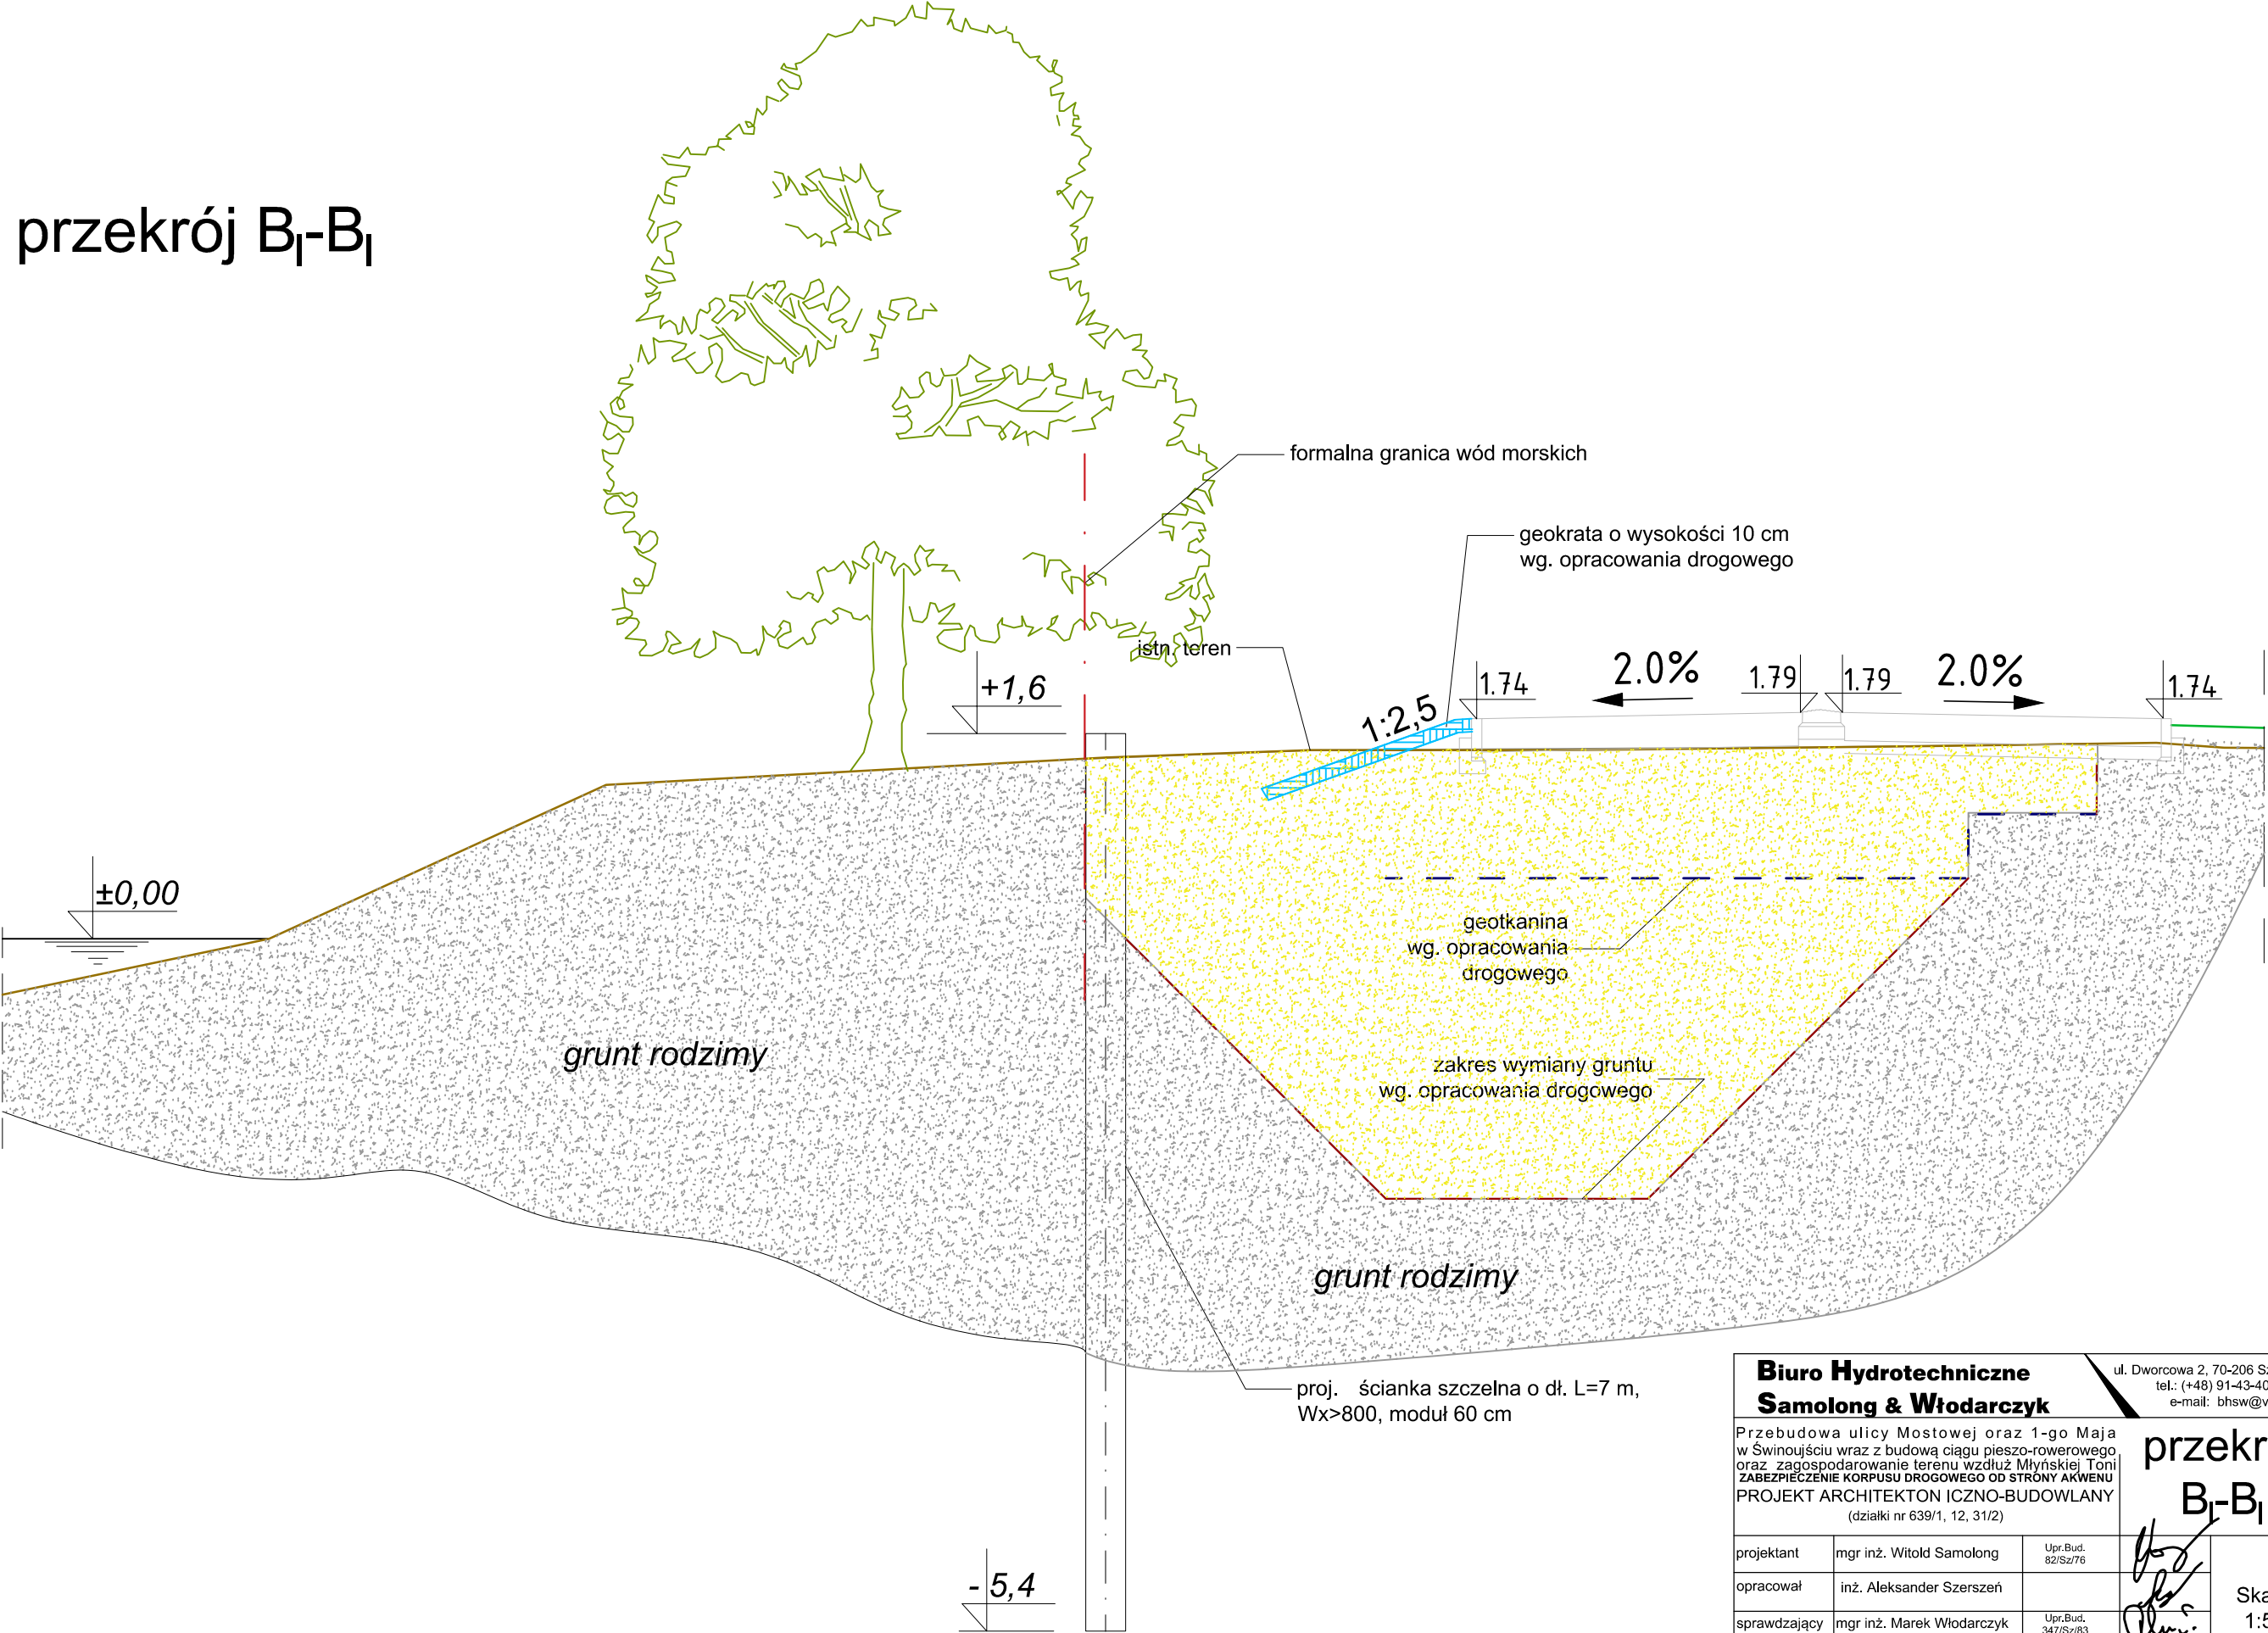 przekrój BI-BI
formalna granica wód morskich
geokrata o wysokości 10 cm
wg. opracowania drogowego
istn. teren
+1,6
1:2,5
1.74
2.0%
1.79
1.79
2.0%
1.74
±0,00
geotkanina
wg. opracowania
drogowego
grunt rodzimy
zakres wymiany gruntu
wg. opracowania drogowego
grunt rodzimy
proj. ścianka szczelna o dł. L=7 m,
Wx>800, moduł 60 cm
- 5,4
Biuro Hydrotechniczne
Samolong & Włodarczyk
ul. Dworcowa 2, 70-206 Sz
tel.: (+48) 91-43-40
e-mail: bhsw@v
Przebudowa ulicy Mostowej oraz 1-go Maja
w Świnoujściu wraz z budową ciągu pieszo-rowerowego
oraz zagospodarowanie terenu wzdłuż Młyńskiej Toni
ZABEZPIECZENIE KORPUSU DROGOWEGO OD STRONY AKWENU
PROJEKT ARCHITEKTON ICZNO-BUDOWLANY
(działki nr 639/1, 12, 31/2)
przekr
BI-BI
projektant mgr inż. Witold Samolong Upr.Bud. 82/Sz/76
opracował inż. Aleksander Szerszeń
sprawdzający mgr inż. Marek Włodarczyk Upr.Bud. 347/Sz/83
Ska
1:5